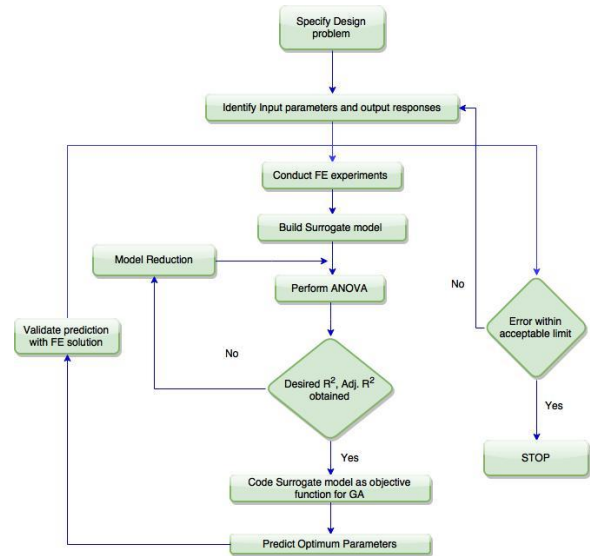 Specify Design
problem
Identify Input parameters and output responses
Conduct FE experiments
Build Surrogate model
Model Reduction
Perform ANOVA
No
Validate prediction
with FE solution
Error within
acceptable limit
No
Desired R², Adj. R²
obtained
Yes
Yes
STOP
Code Surrogate model as objective
function for GA
Predict Optimum Parameters